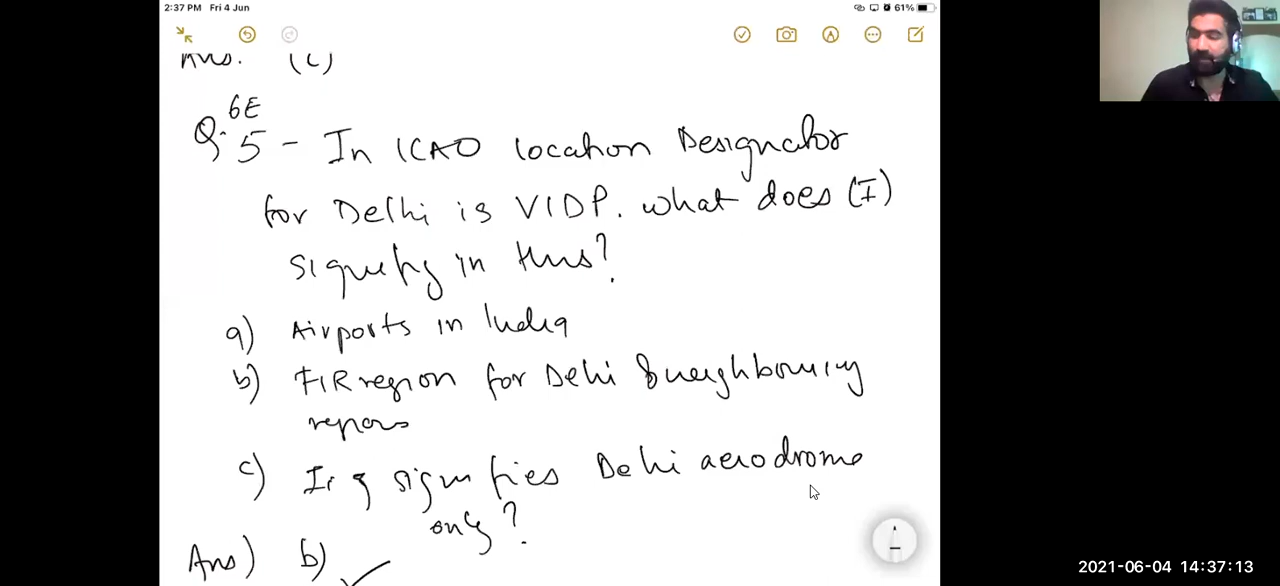 2:37 PM Fri 4 Jun
61%
Ans. (c)
6E
Q.5 - In ICAO location Designator
for Delhi is VIDP. what does (I)
signify in this?
a) Airports in India
b) FIR region for Delhi & neighbouring
regions
c) It signifies Delhi aerodrome
only?
Ans) b)
2021-06-04 14:37:13